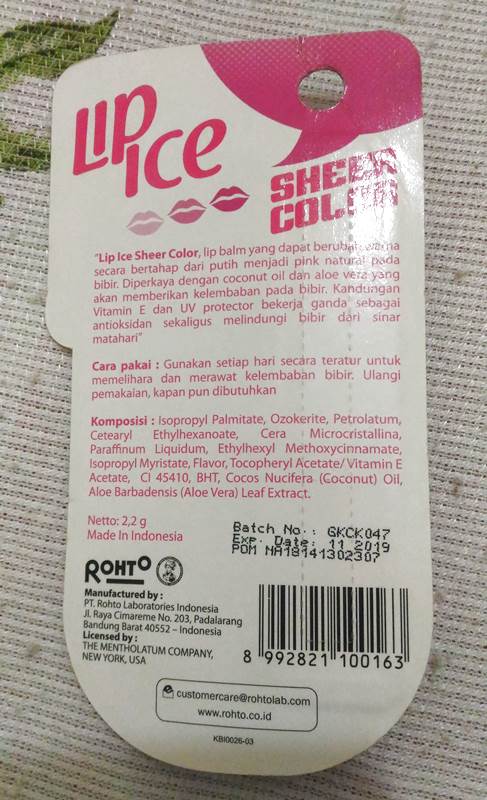 Lip
Ice
SHEER
COLOR
"Lip Ice Sheer Color, lip balm yang dapat berubah warna
secara bertahap dari putih menjadi pink natural pada
bibir. Diperkaya dengan coconut oil dan aloe vera yang
akan memberikan kelembaban pada bibir. Kandungan
Vitamin E dan UV protector bekerja ganda sebagai
antioksidan sekaligus melindungi bibir dari sinar
matahari"
Cara pakai : Gunakan setiap hari secara teratur untuk
memelihara dan merawat kelembaban bibir. Ulangi
pemakaian, kapan pun dibutuhkan
Komposisi : Isopropyl Palmitate, Ozokerite, Petrolatum,
Cetearyl Ethylhexanoate, Cera Microcristallina,
Paraffinum Liquidum, Ethylhexyl Methoxycinnamate,
Isopropyl Myristate, Flavor, Tocopheryl Acetate/ Vitamin E
Acetate, CI 45410, BHT, Cocos Nucifera (Coconut) Oil,
Aloe Barbadensis (Aloe Vera) Leaf Extract.
Netto: 2,2 g
Made In Indonesia
Batch No.: GKCK047
Exp. Date: 11 2019
POM NA18141302307
ROHTO
Manufactured by :
PT. Rohto Laboratories Indonesia
Jl. Raya Cimareme No. 203, Padalarang
Bandung Barat 40552 – Indonesia
Licensed by :
THE MENTHOLATUM COMPANY,
NEW YORK, USA
8 992821 100163
customercare@rohtolab.com
www.rohto.co.id
KBI0026-03